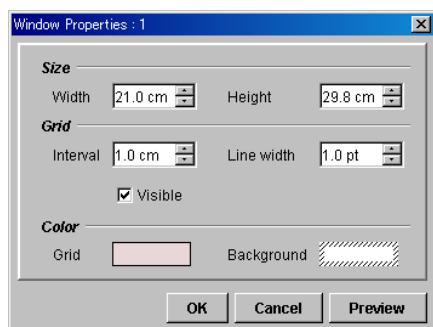 Window Properties : 1
Size
Width 21.0 cm Height 29.8 cm
Grid
Interval 1.0 cm Line width 1.0 pt
Visible
Color
Grid Background
OK Cancel Preview